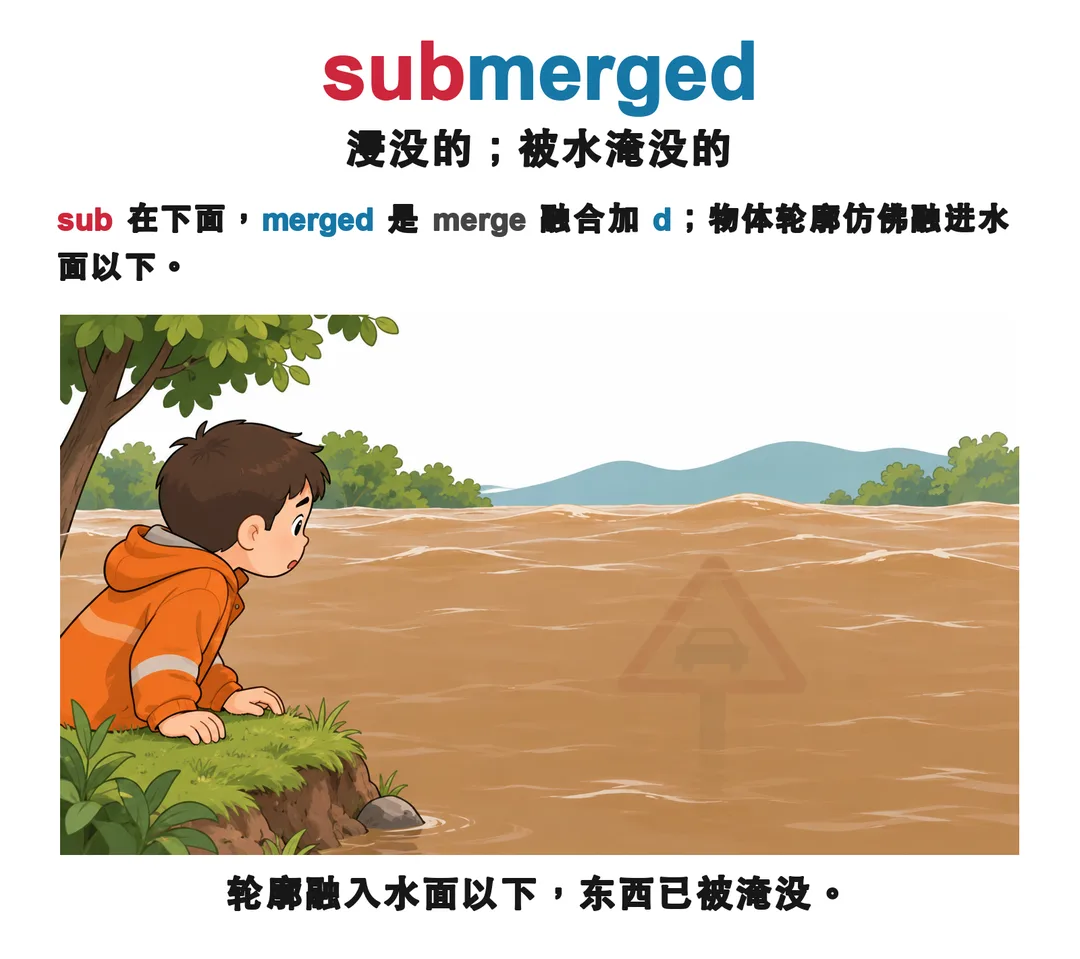 submerged
浸没的；被水淹没的
sub 在下面，merged 是 merge 融合加 d；物体轮廓仿佛融进水
面以下。
轮廓融入水面以下，东西已被淹没。